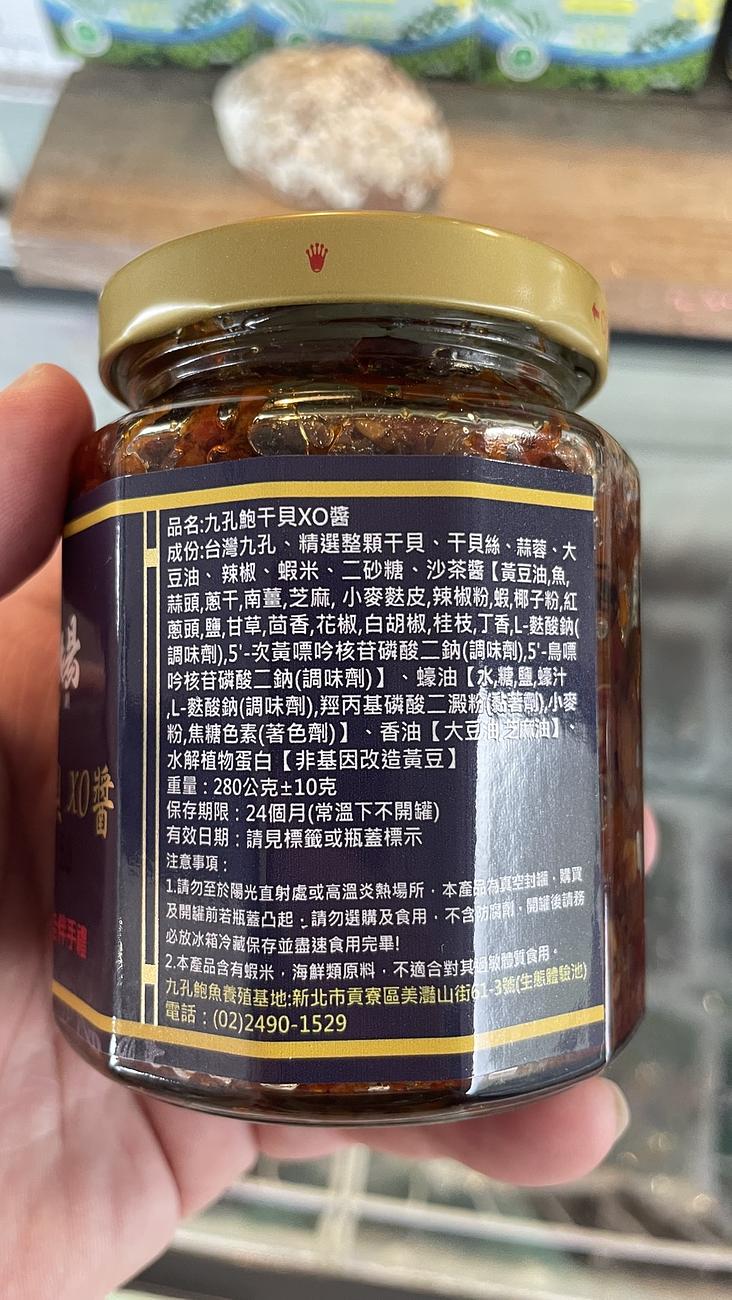 品名:九孔鮑干貝XO醬
成份:台灣九孔、精選整顆干貝、干貝絲、蒜蓉、大
豆油、辣椒、蝦米、二砂糖、沙茶醬【黃豆油,魚,
蒜頭,蔥干,南薑,芝麻, 小麥麩皮,辣椒粉,蝦,椰子粉,紅
蔥頭,鹽,甘草,茴香,花椒,白胡椒,桂枝,丁香,L-麩酸鈉(
調味劑),5'-次黃嘌呤核苷磷酸二鈉(調味劑),5'-鳥嘌
呤核苷磷酸二鈉(調味劑)】、蠔油【水,糖,鹽,蠔汁
,L-麩酸鈉(調味劑),羥丙基磷酸二澱粉(黏著劑),小麥
粉,焦糖色素(著色劑)】、香油【大豆油,芝麻油】、
水解植物蛋白【非基因改造黃豆】
重量：280公克±10克
保存期限：24個月(常溫下不開罐)
有效日期：請見標籤或瓶蓋標示
注意事項：
1.請勿至於陽光直射處或高溫炎熱場所，本產品為真空封罐，購買
及開罐前若瓶蓋凸起，請勿選購及食用，不含防腐劑，開罐後請務
必放冰箱冷藏保存並盡速食用完畢!
2.本產品含有蝦米，海鮮類原料，不適合對其過敏體質食用。
九孔鮑魚養殖基地:新北市貢寮區美灩山街61-3號(生態體驗池)
電話：(02)2490-1529
場
XO醬
伴手禮